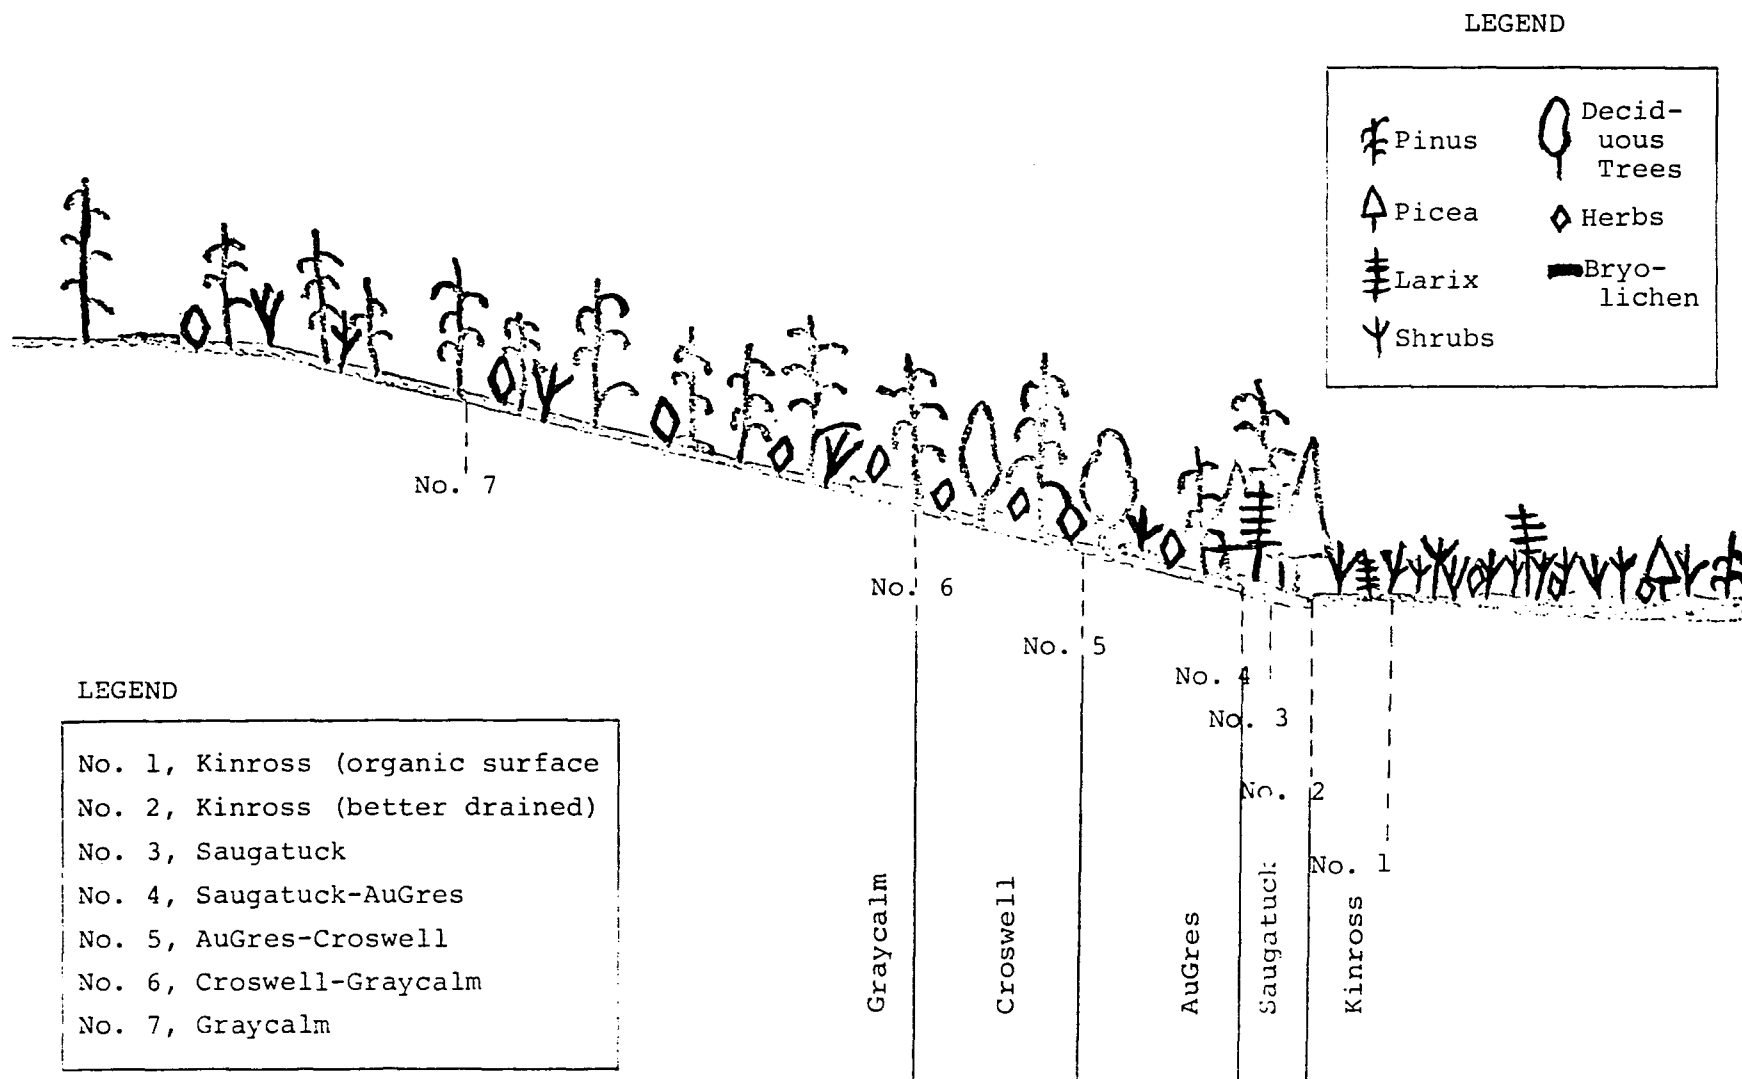 LEGEND
Pinus
Picea
Larix
Shrubs
Decid-
uous
Trees
Herbs
Bryo-
lichen
No. 7
No. 6
No. 5
No. 4
No. 3
No. 2
No. 1
Graycalm
Croswell
AuGres
Saugatuck
Kinross
LEGEND
No. 1, Kinross (organic surface
No. 2, Kinross (better drained)
No. 3, Saugatuck
No. 4, Saugatuck-AuGres
No. 5, AuGres-Croswell
No. 6, Croswell-Graycalm
No. 7, Graycalm